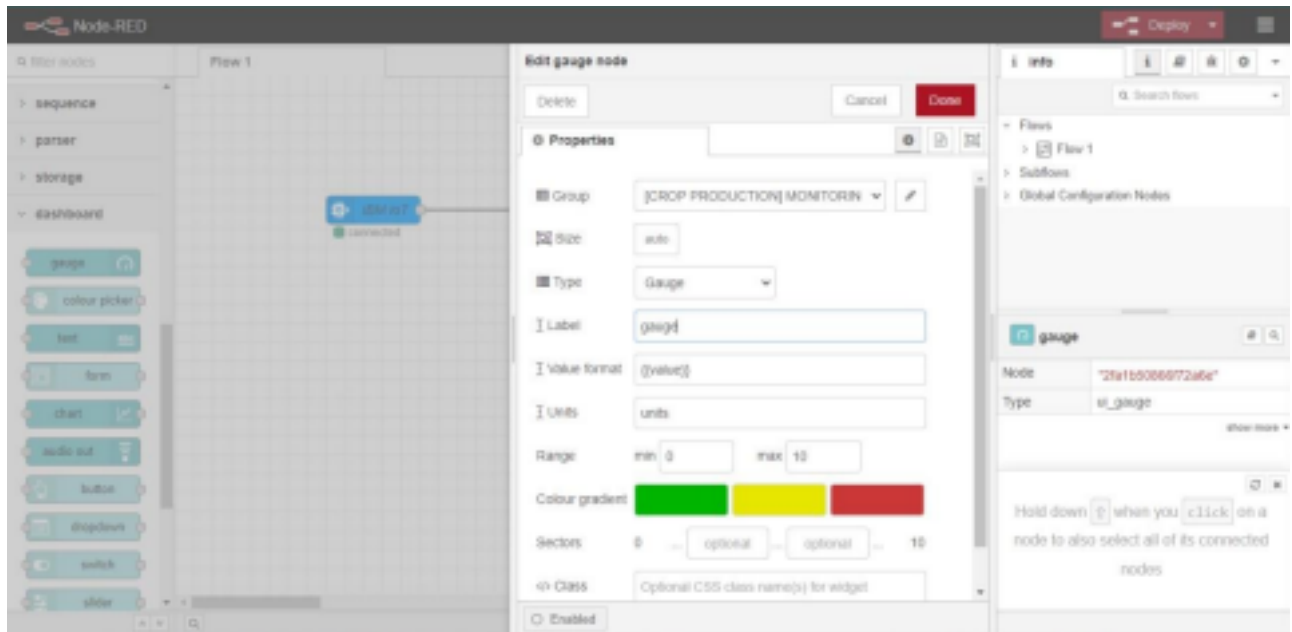 Node-RED
Deploy
filter nodes
Flow 1
sequence
parser
storage
dashboard
gauge
colour picker
text
form
chart
audio out
button
dropdown
switch
slider
IBM IoT
connected
Edit gauge node
Delete
Cancel
Done
Properties
Group
[CROP PRODUCTION] MONITORIN
Size
auto
Type
Gauge
Label
gauge
Value format
{{value}}
Units
units
Range
min 0
max 10
Colour gradient
Sectors
0 ... optional ... optional ... 10
</> Class
Optional CSS class name(s) for widget
Enabled
i info
Search flows
Flows
Flow 1
Subflows
Global Configuration Nodes
gauge
Node
Type
ui_gauge
show more
Hold down ⇧ when you click on a
node to also select all of its connected
nodes